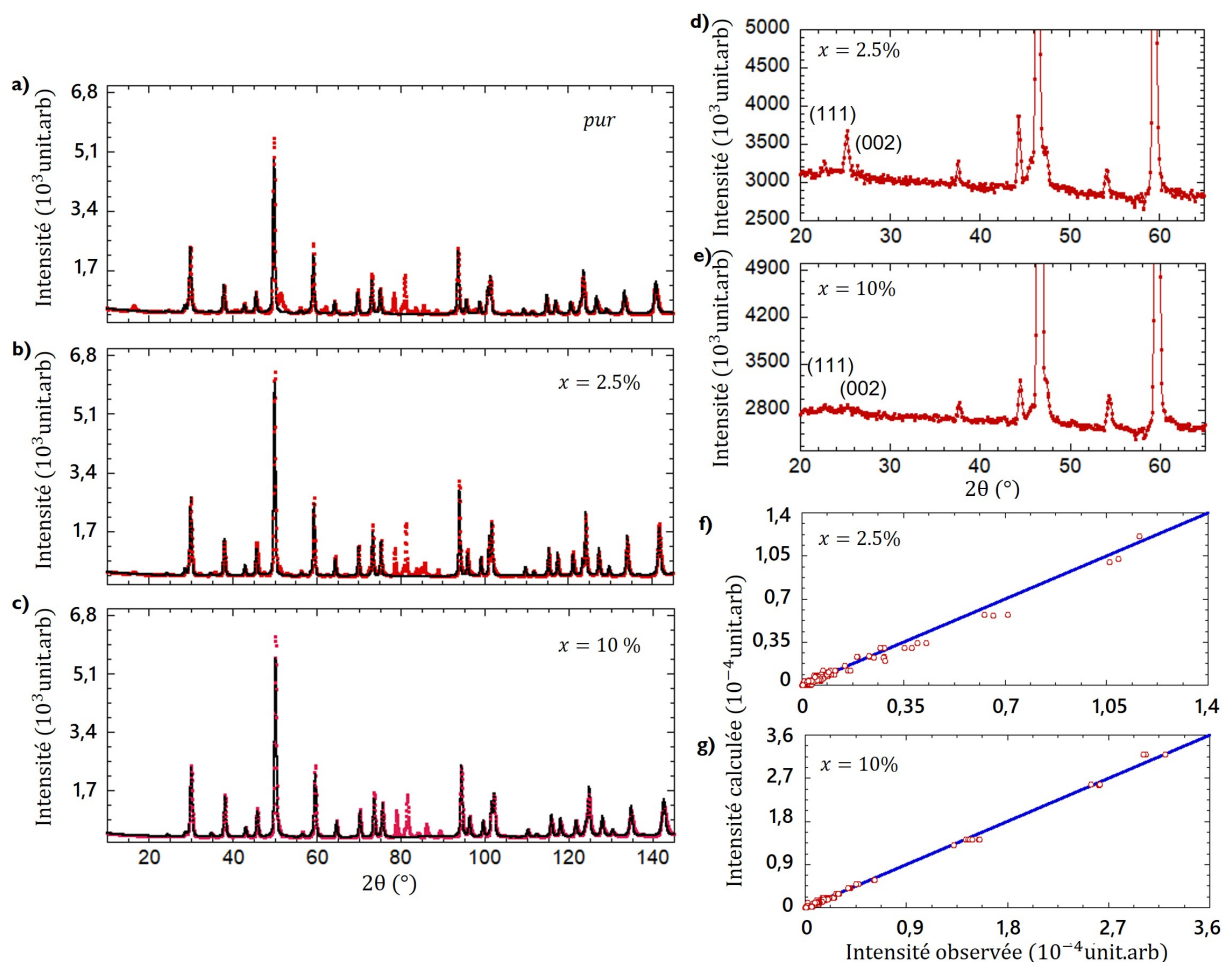 a)
Intensité (10³unit.arb)
6,8
5,1
3,4
1,7
pur
b)
Intensité (10³unit.arb)
6,8
5,1
3,4
1,7
x = 2.5%
c)
Intensité (10³unit.arb)
6,8
5,1
3,4
1,7
x = 10 %
20 40 60 80 100 120 140
2θ (°)
d)
Intensité (10³unit.arb)
5000
4500
4000
3500
3000
2500
x = 2.5%
(111)
(002)
20 30 40 50 60
e)
Intensité (10³unit.arb)
4900
4200
3500
2800
x = 10%
(111)
(002)
20 30 40 50 60
2θ (°)
f)
1,4
1,05
0,7
0,35
0
x = 2.5%
0 0,35 0,7 1,05 1,4
Intensité calculée (10⁻⁴unit.arb)
g)
3,6
2,7
1,8
0,9
0
x = 10%
0 0,9 1,8 2,7 3,6
Intensité observée (10⁻⁴unit.arb)